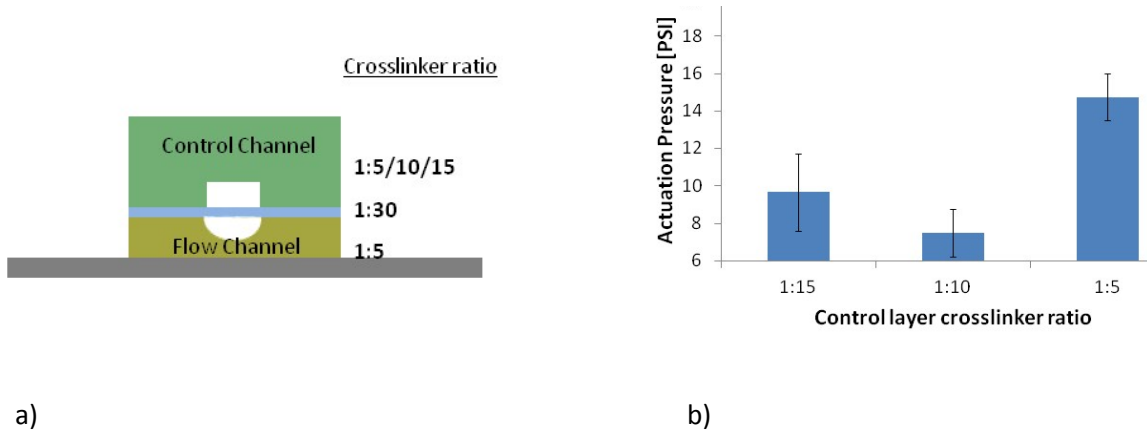 Crosslinker ratio
Control Channel
1:5/10/15
1:30
Flow Channel
1:5
a)
Actuation Pressure [PSI]
18
16
14
12
10
8
6
1:15 1:10 1:5
Control layer crosslinker ratio
b)